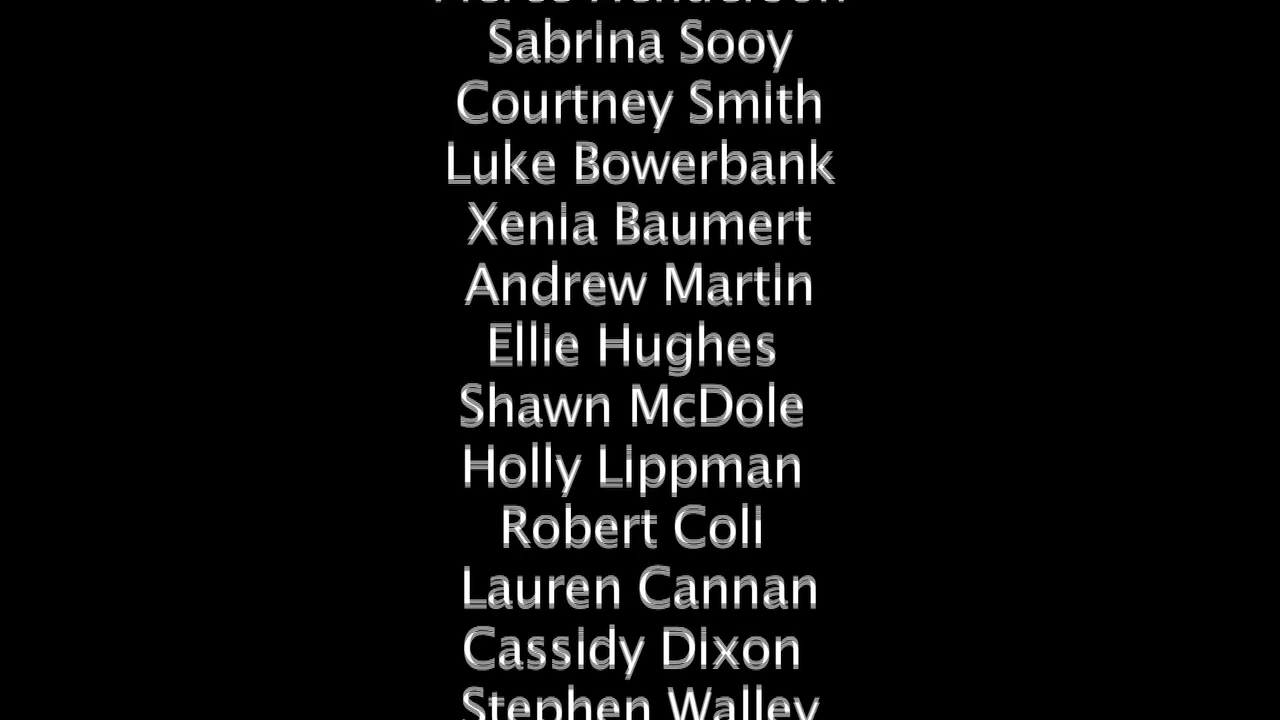 Sabrina Sooy
Courtney Smith
Luke Bowerbank
Xenia Baumert
Andrew Martin
Ellie Hughes
Shawn McDole
Holly Lippman
Robert Coli
Lauren Cannan
Cassidy Dixon
Stephen Walley